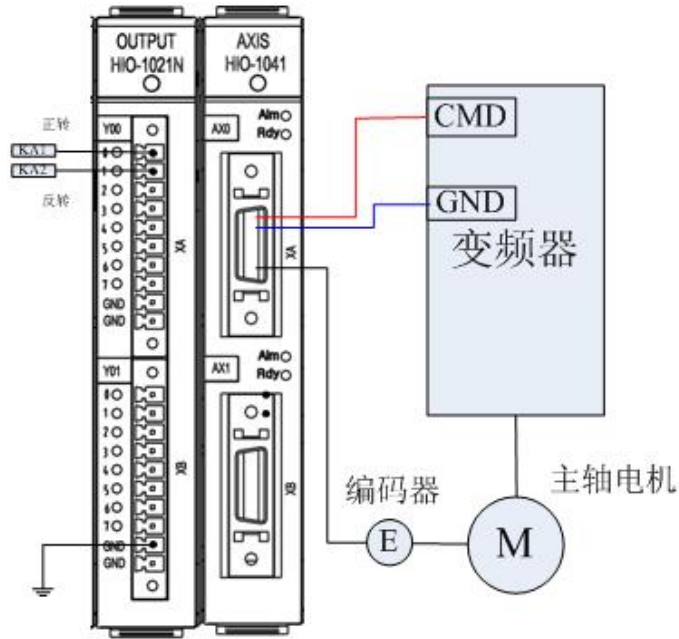 OUTPUT
HIO-1021N
AXIS
HIO-1041
正转
Y00
KA1
0
KA2
1
反转
2
3
4
5
6
7
GND
GND
XA
Y01
0
1
2
3
4
5
6
7
GND
GND
XB
Alm
AX0
Rdy
XA
Alm
AX1
Rdy
XB
CMD
GND
变频器
编码器
E
主轴电机
M